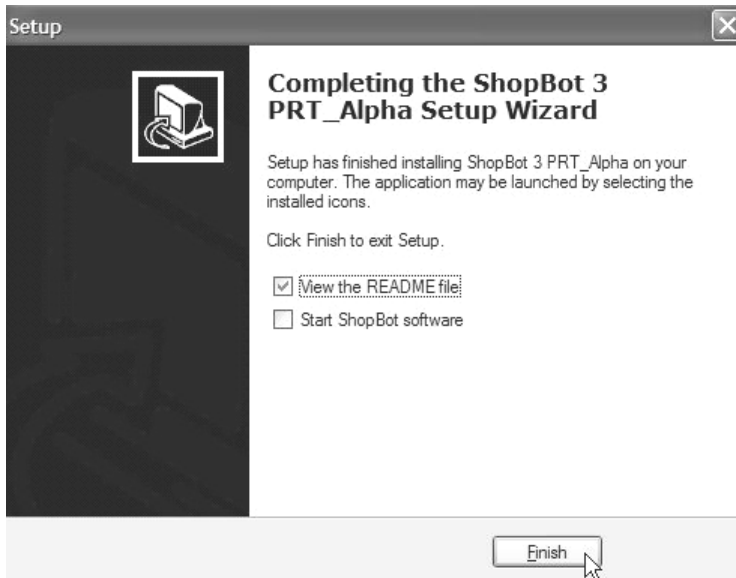 Setup
Completing the ShopBot 3
PRT_Alpha Setup Wizard
Setup has finished installing ShopBot 3 PRT_Alpha on your
computer. The application may be launched by selecting the
installed icons.
Click Finish to exit Setup.
View the README file
Start ShopBot software
Finish